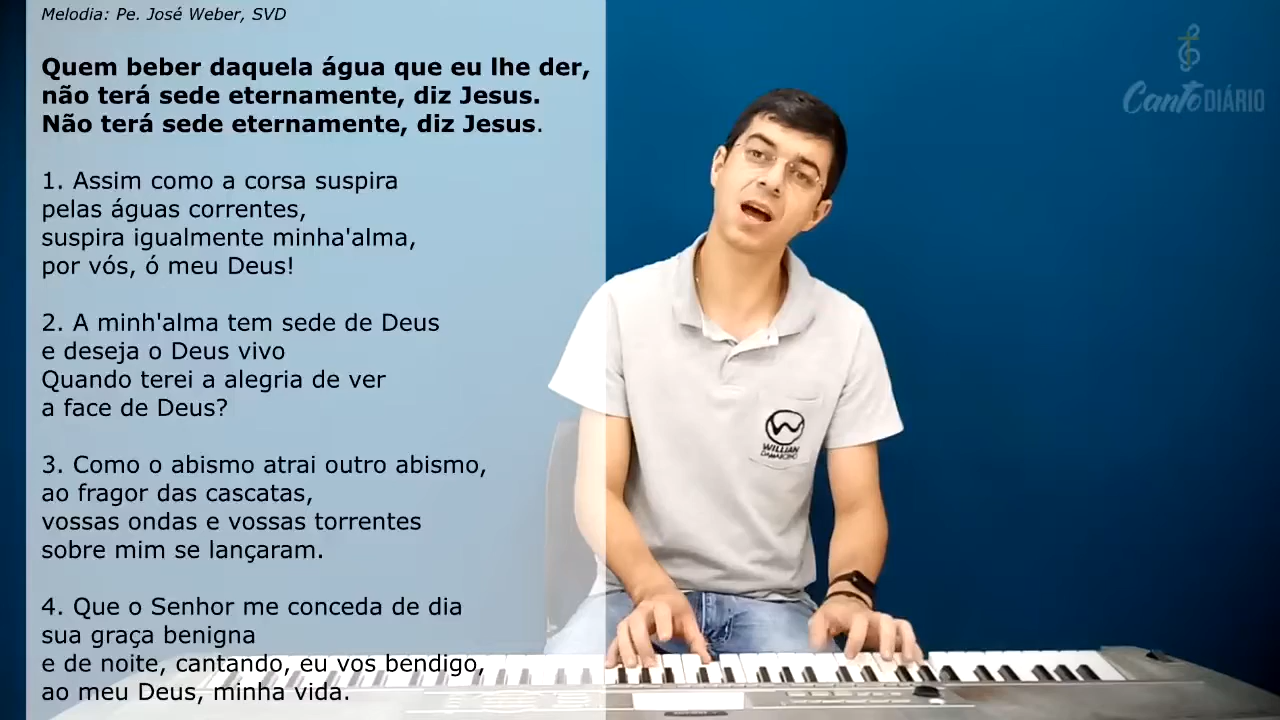 Melodia: Pe. José Weber, SVD
Quem beber daquela água que eu lhe der,
não terá sede eternamente, diz Jesus.
Não terá sede eternamente, diz Jesus.
1. Assim como a corsa suspira
pelas águas correntes,
suspira igualmente minha'alma,
por vós, ó meu Deus!
2. A minh'alma tem sede de Deus
e deseja o Deus vivo
Quando terei a alegria de ver
a face de Deus?
3. Como o abismo atrai outro abismo,
ao fragor das cascatas,
vossas ondas e vossas torrentes
sobre mim se lançaram.
4. Que o Senhor me conceda de dia
sua graça benigna
e de noite, cantando, eu vos bendigo,
ao meu Deus, minha vida.
Canto DIÁRIO
WILLIAN
DAMASCENO